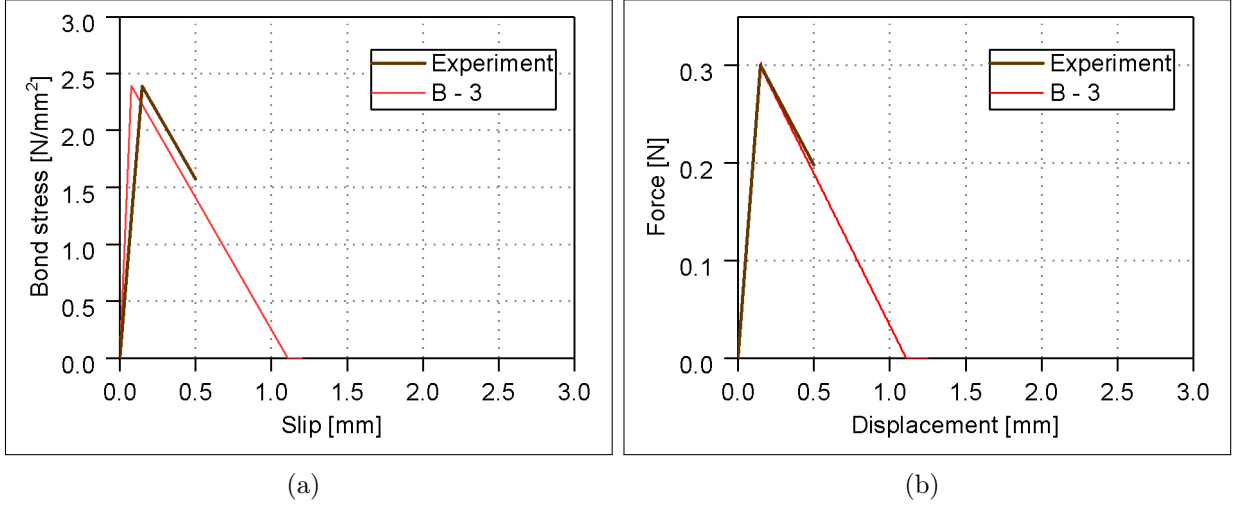 3.0
2.5
2.0
1.5
1.0
0.5
0.0
Bond stress [N/mm²]
Experiment
B - 3
0.0 0.5 1.0 1.5 2.0 2.5 3.0
Slip [mm]
(a)
0.3
0.2
0.1
0.0
Force [N]
Experiment
B - 3
0.0 0.5 1.0 1.5 2.0 2.5 3.0
Displacement [mm]
(b)